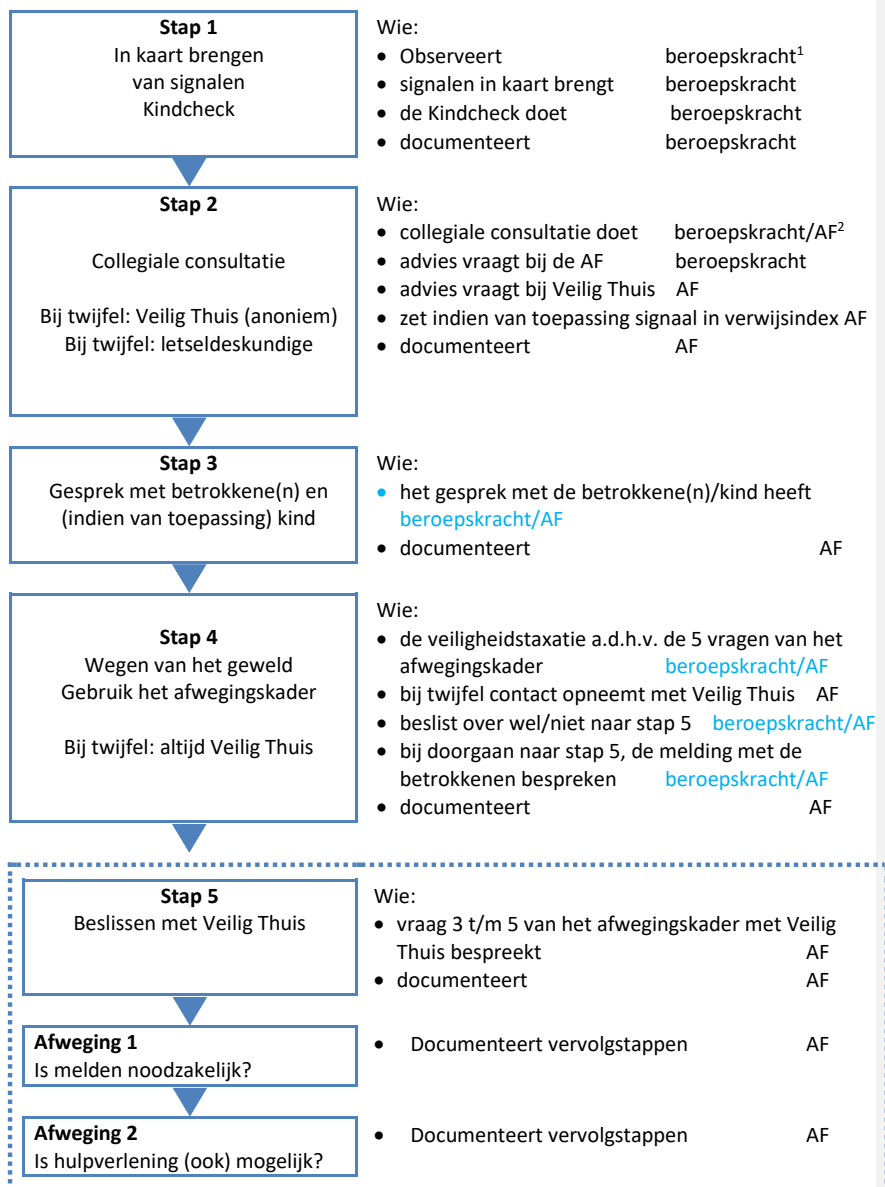 Stap 1
In kaart brengen
van signalen
Kindcheck
Wie:
• Observeert beroepskracht¹
• signalen in kaart brengt beroepskracht
• de Kindcheck doet beroepskracht
• documenteert beroepskracht
Stap 2
Collegiale consultatie
Bij twijfel: Veilig Thuis (anoniem)
Bij twijfel: letseldeskundige
Wie:
• collegiale consultatie doet beroepskracht/AF²
• advies vraagt bij de AF beroepskracht
• advies vraagt bij Veilig Thuis AF
• zet indien van toepassing signaal in verwijsindex AF
• documenteert AF
Stap 3
Gesprek met betrokkene(n) en
(indien van toepassing) kind
Wie:
• het gesprek met de betrokkene(n)/kind heeft
beroepskracht/AF
• documenteert AF
Stap 4
Wegen van het geweld
Gebruik het afwegingskader
Bij twijfel: altijd Veilig Thuis
Wie:
• de veiligheidstaxatie a.d.h.v. de 5 vragen van het
afwegingskader beroepskracht/AF
• bij twijfel contact opneemt met Veilig Thuis AF
• beslist over wel/niet naar stap 5 beroepskracht/AF
• bij doorgaan naar stap 5, de melding met de
betrokkenen bespreken beroepskracht/AF
• documenteert AF
Stap 5
Beslissen met Veilig Thuis
Wie:
• vraag 3 t/m 5 van het afwegingskader met Veilig
Thuis bespreekt AF
• documenteert AF
Afweging 1
Is melden noodzakelijk?
• Documenteert vervolgstappen AF
Afweging 2
Is hulpverlening (ook) mogelijk?
• Documenteert vervolgstappen AF